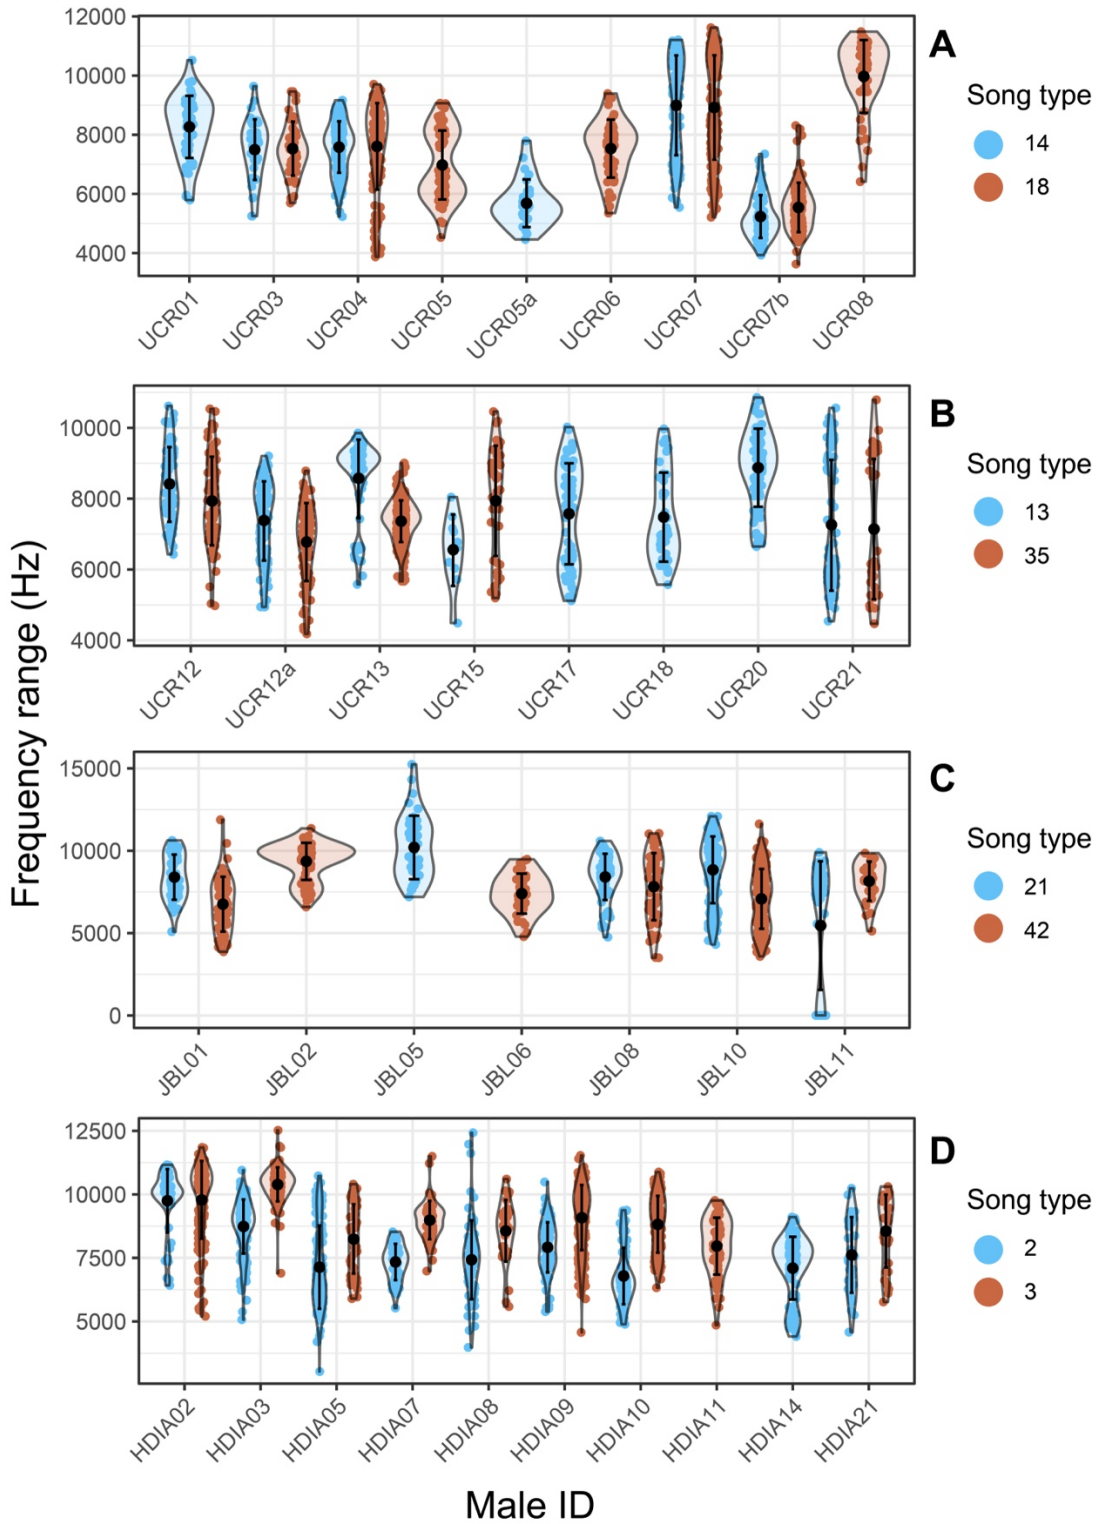 12000
10000
8000
6000
4000
UCR01
UCR03
UCR04
UCR05
UCR05a
UCR06
UCR07
UCR07b
UCR08
A
Song type
14
18
10000
8000
6000
4000
UCR12
UCR12a
UCR13
UCR15
UCR17
UCR18
UCR20
UCR21
B
Song type
13
35
Frequency range (Hz)
15000
10000
5000
0
JBL01
JBL02
JBL05
JBL06
JBL08
JBL10
JBL11
C
Song type
21
42
12500
10000
7500
5000
HDIA02
HDIA03
HDIA05
HDIA07
HDIA08
HDIA09
HDIA10
HDIA11
HDIA14
HDIA21
D
Song type
2
3
Male ID